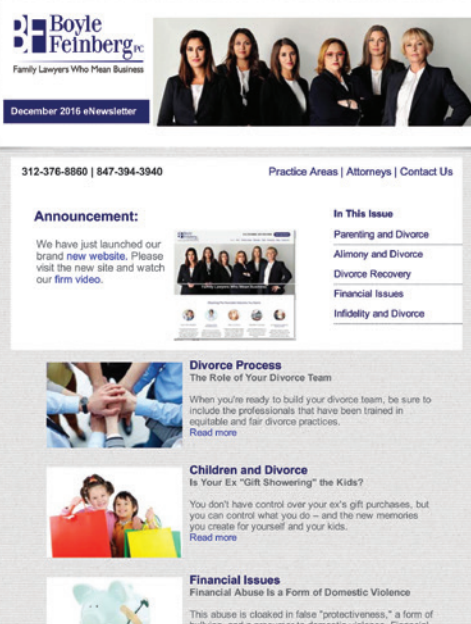 Boyle
Feinberg PC
Family Lawyers Who Mean Business
December 2016 eNewsletter
312-376-8860 | 847-394-3940
Practice Areas | Attorneys | Contact Us
Announcement:
We have just launched our
brand new website. Please
visit the new site and watch
our firm video.
Boyle
Feinberg
Family Lawyers Who Mean Business
In This Issue
Parenting and Divorce
Alimony and Divorce
Divorce Recovery
Financial Issues
Infidelity and Divorce
Divorce Process
The Role of Your Divorce Team
When you're ready to build your divorce team, be sure to
include the professionals that have been trained in
equitable and fair divorce practices.
Read more
Children and Divorce
Is Your Ex "Gift Showering" the Kids?
You don't have control over your ex's gift purchases, but
you can control what you do – and the new memories
you create for yourself and your kids.
Read more
Financial Issues
Financial Abuse Is a Form of Domestic Violence
This abuse is cloaked in false "protectiveness," a form of